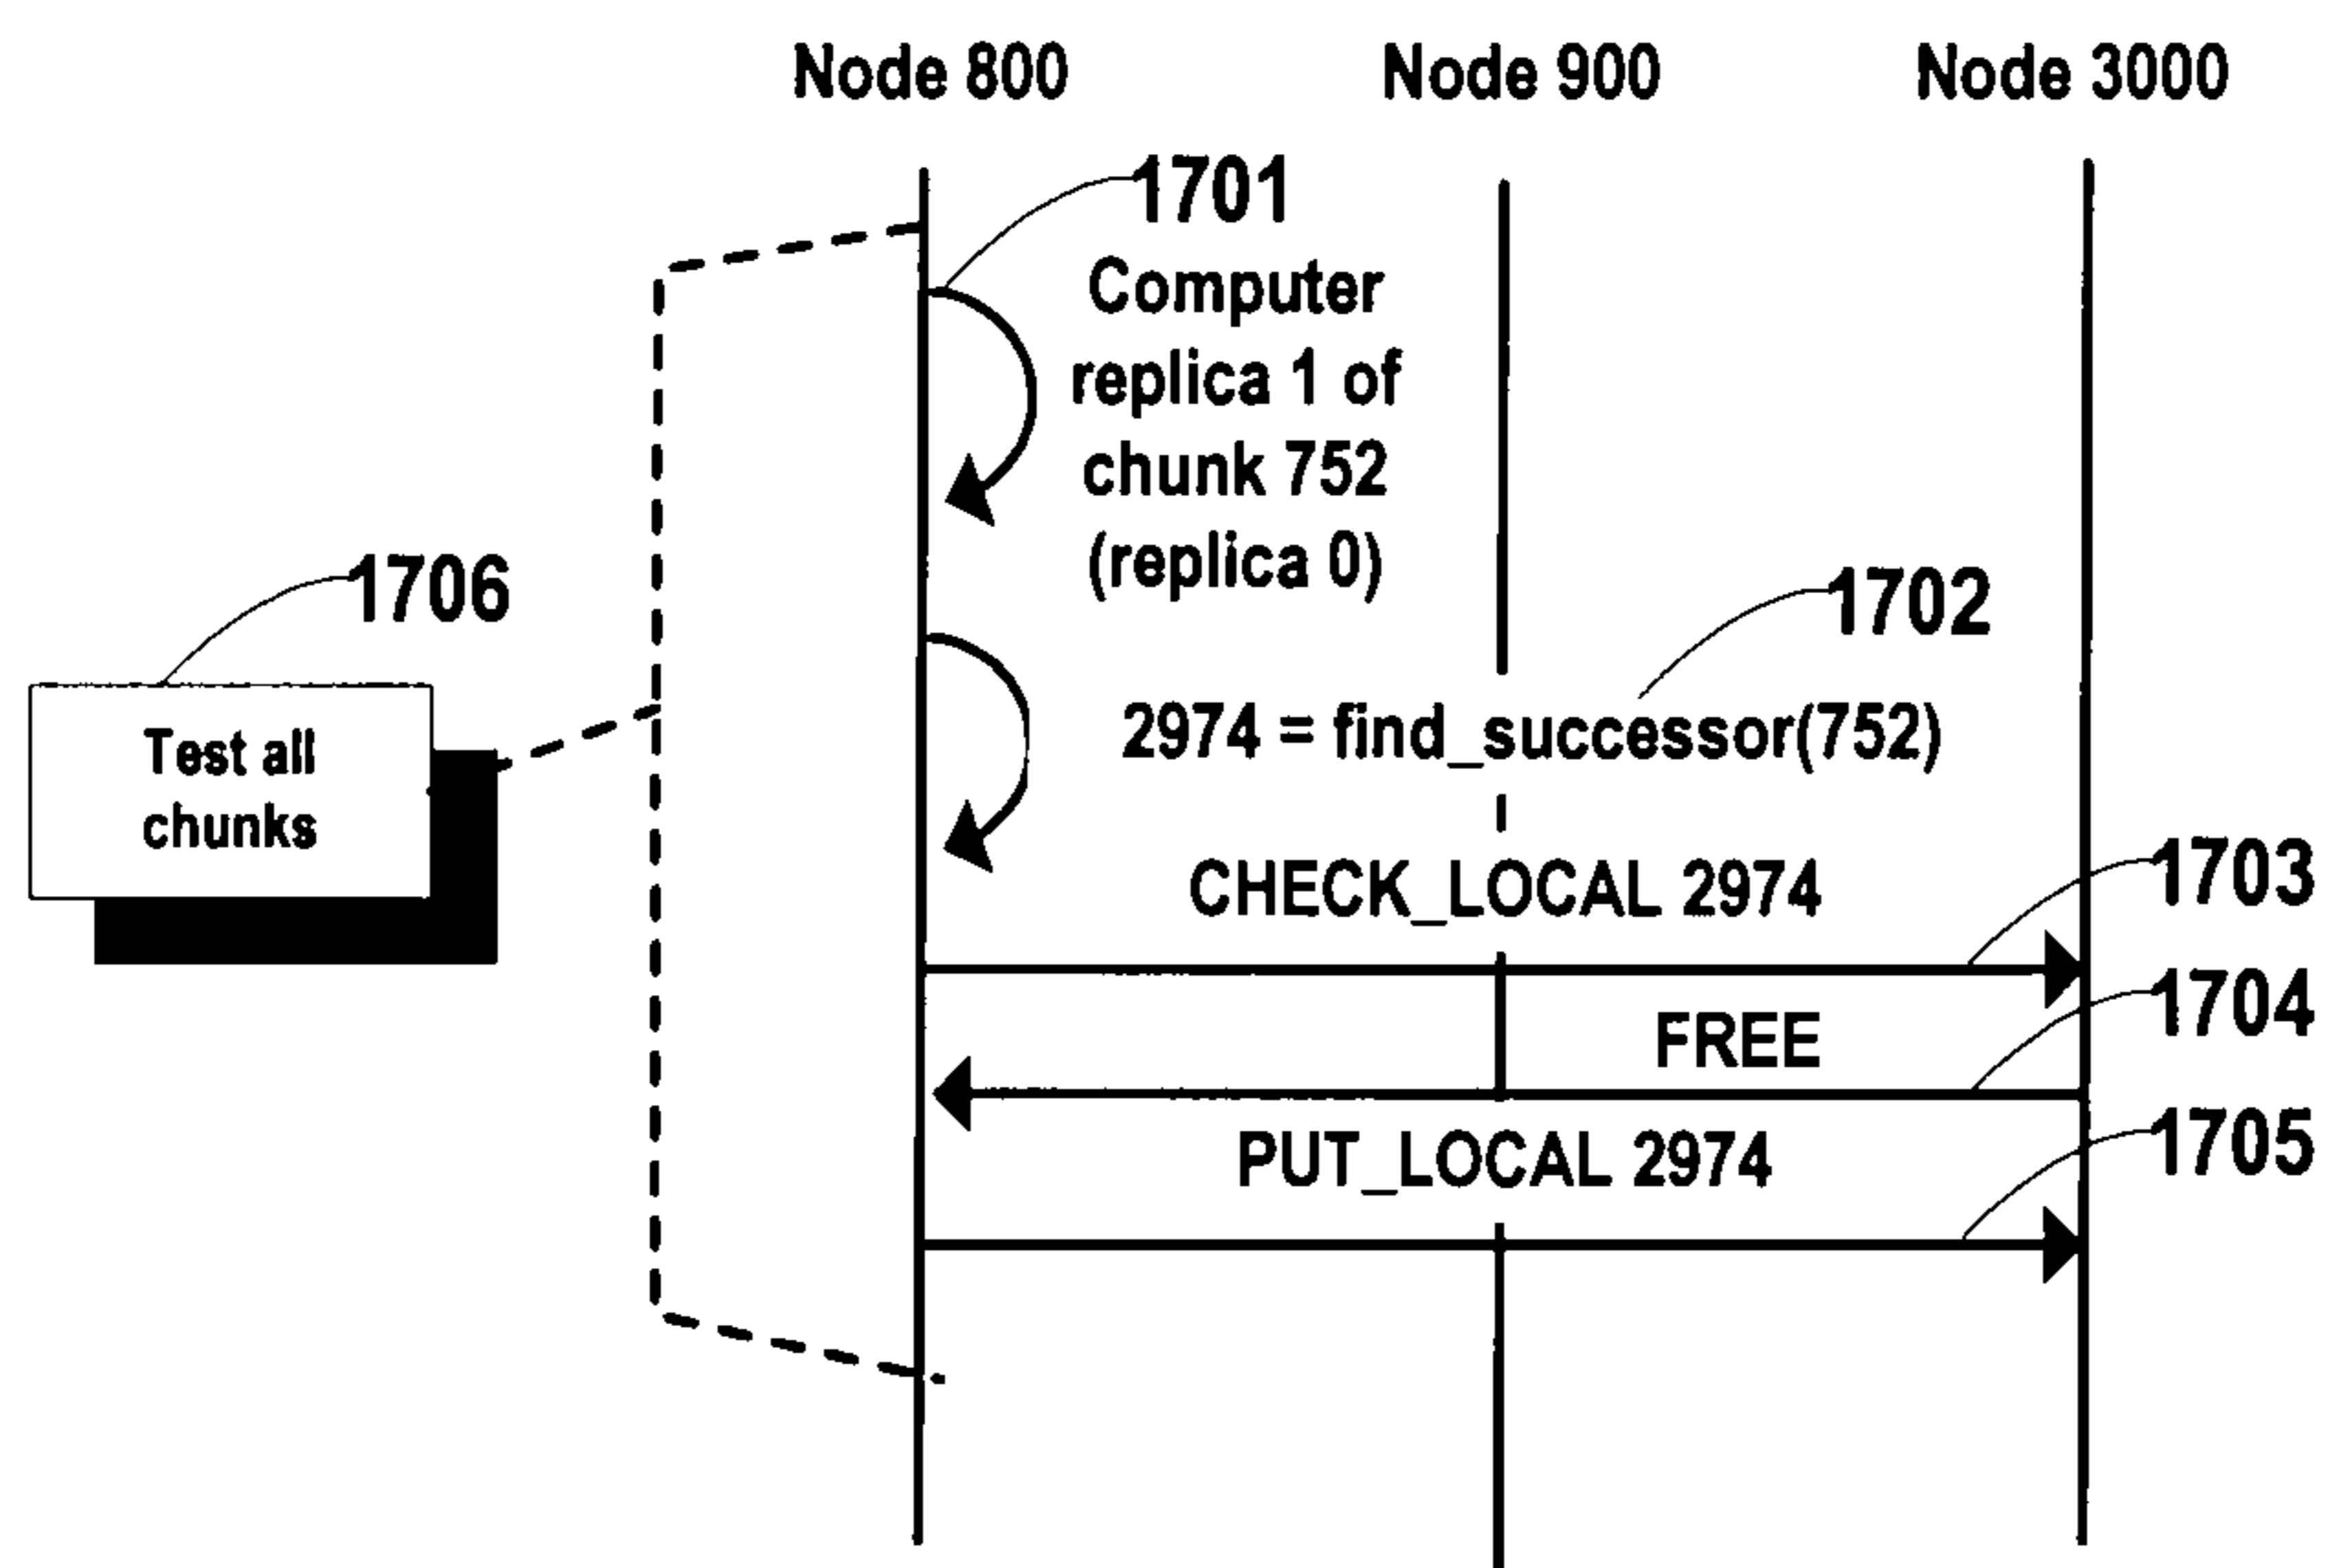 Node 800
Node 900
Node 3000
1701
Computer
replica 1 of
chunk 752
(replica 0)
1706
1702
Test all
chunks
2974 = find_successor(752)
CHECK_LOCAL 2974
1703
FREE
1704
PUT_LOCAL 2974
1705